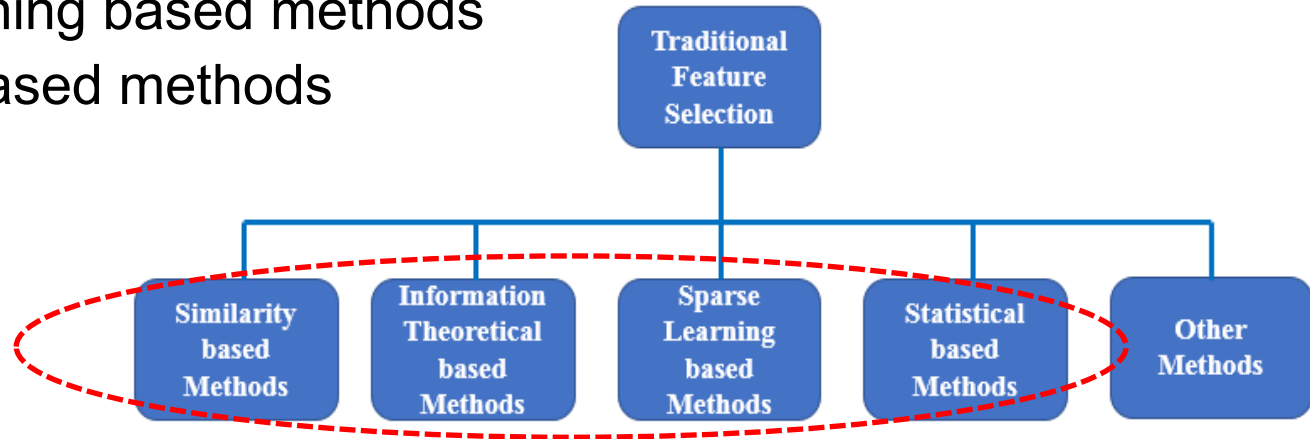 ning based methods
ased methods
Traditional
Feature
Selection
Similarity
based
Methods
Information
Theoretical
based
Methods
Sparse
Learning
based
Methods
Statistical
based
Methods
Other
Methods